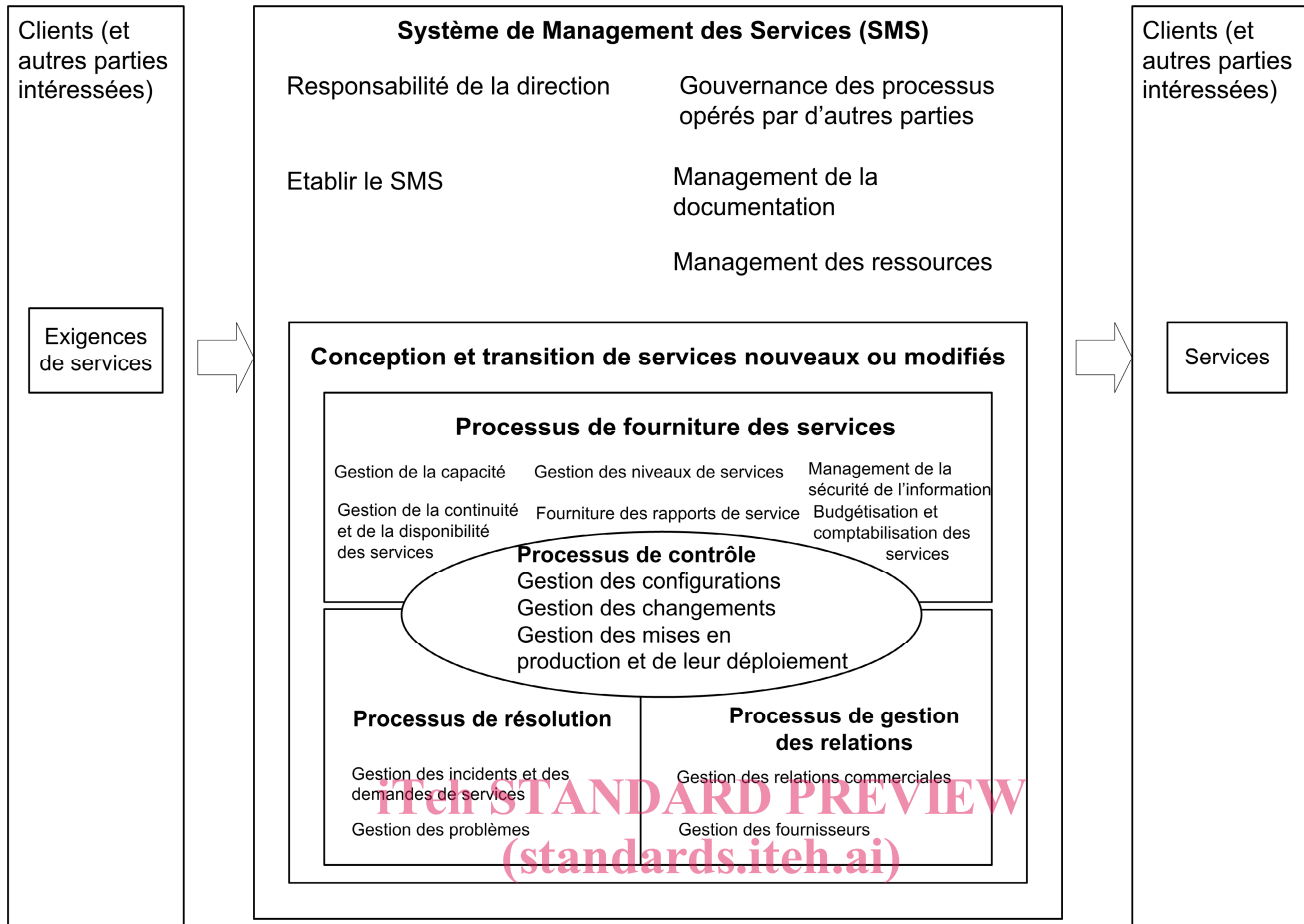 Clients (et
autres parties
intéressées)
Exigences
de services
Système de Management des Services (SMS)
Responsabilité de la direction
Gouvernance des processus
opérés par d'autres parties
Etablir le SMS
Management de la
documentation
Management des ressources
Conception et transition de services nouveaux ou modifiés
Processus de fourniture des services
Gestion de la capacité
Gestion de la continuité
et de la disponibilité
des services
Gestion des niveaux de services
Fourniture des rapports de service
Management de la
sécurité de l'information
Budgétisation et
comptabilisation des
services
Processus de contrôle
Gestion des configurations
Gestion des changements
Gestion des mises en
production et de leur déploiement
Processus de résolution
Gestion des incidents et des
demandes de services
Gestion des problèmes
Processus de gestion
des relations
Gestion des relations commerciales
Gestion des fournisseurs
iTeh STANDARD PREVIEW
(standards.iteh.ai)
Clients (et
autres parties
intéressées)
Services